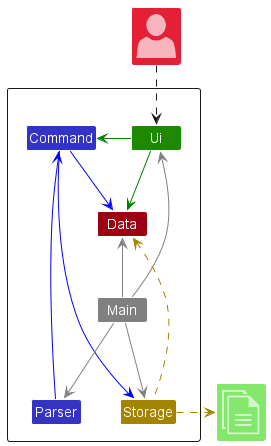 Command
Ui
Data
Main
Parser
Storage